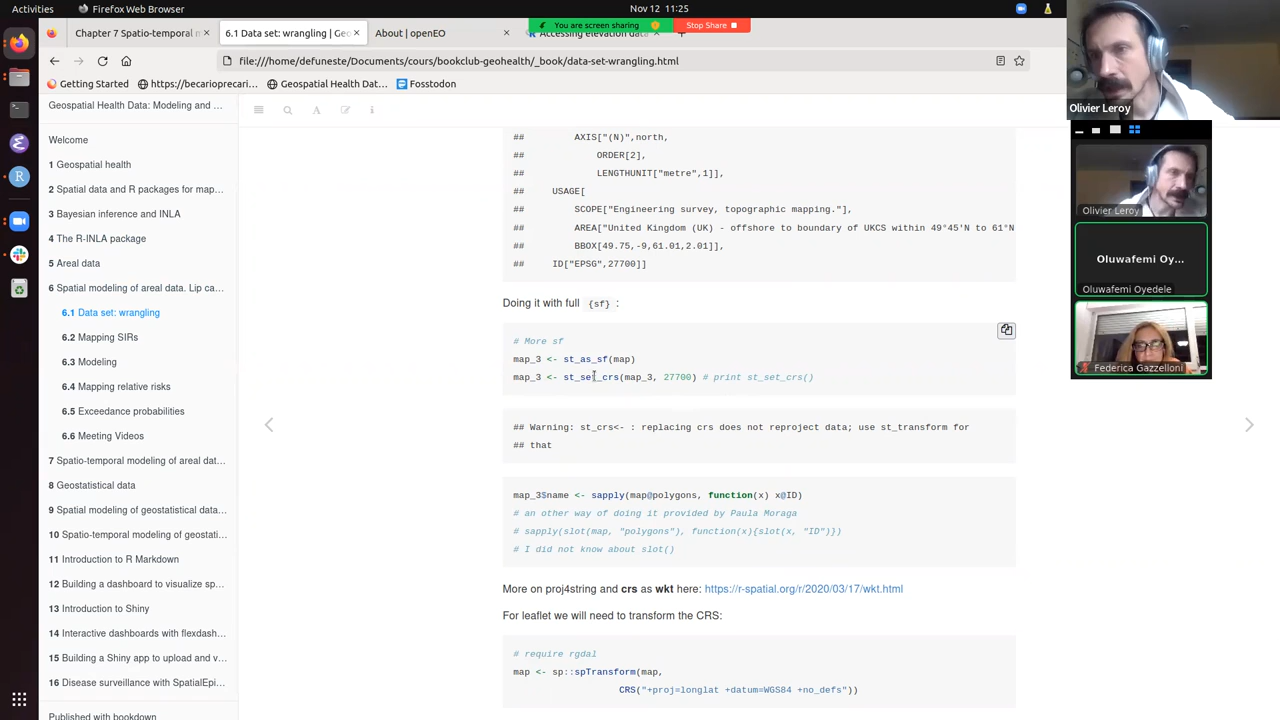 Activities
Firefox Web Browser
Nov 12 11:25
You are screen sharing
Stop Share
Chapter 7 Spatio-temporal m
6.1 Data set: wrangling | Geo
About | openEO
Accessing elevation data
file:///home/defuneste/Documents/cours/bookclub-geohealth/_book/data-set-wrangling.html
Getting Started
https://becarioprecari...
Geospatial Health Dat...
Fosstodon
Geospatial Health Data: Modeling and ...
Welcome
1 Geospatial health
2 Spatial data and R packages for map...
3 Bayesian inference and INLA
4 The R-INLA package
5 Areal data
6 Spatial modeling of areal data. Lip ca...
6.1 Data set: wrangling
6.2 Mapping SIRs
6.3 Modeling
6.4 Mapping relative risks
6.5 Exceedance probabilities
6.6 Meeting Videos
7 Spatio-temporal modeling of areal dat...
8 Geostatistical data
9 Spatial modeling of geostatistical data...
10 Spatio-temporal modeling of geostati...
11 Introduction to R Markdown
12 Building a dashboard to visualize sp...
13 Introduction to Shiny
14 Interactive dashboards with flexdash...
15 Building a Shiny app to upload and v...
16 Disease surveillance with SpatialEpi...
Published with bookdown
## AXIS["(N)",north,
## ORDER[2],
## LENGTHUNIT["metre",1]],
## USAGE[
## SCOPE["Engineering survey, topographic mapping."],
## AREA["United Kingdom (UK) - offshore to boundary of UKCS within 49°45'N to 61°N
## BBOX[49.75,-9,61.01,2.01]],
## ID["EPSG",27700]]
Doing it with full {sf} :
# More sf
map_3 <- st_as_sf(map)
map_3 <- st_set_crs(map_3, 27700) # print st_set_crs()
## Warning: st_crs<- : replacing crs does not reproject data; use st_transform for
## that
map_3$name <- sapply(map@polygons, function(x) x@ID)
# an other way of doing it provided by Paula Moraga
# sapply(slot(map, "polygons"), function(x){slot(x, "ID")})
# I did not know about slot()
More on proj4string and crs as wkt here: https://r-spatial.org/r/2020/03/17/wkt.html
For leaflet we will need to transform the CRS:
# require rgdal
map <- sp::spTransform(map,
CRS("+proj=longlat +datum=WGS84 +no_defs"))
Olivier Leroy
Olivier Leroy
Oluwafemi Oy...
Oluwafemi Oyedele
Federica Gazzelloni